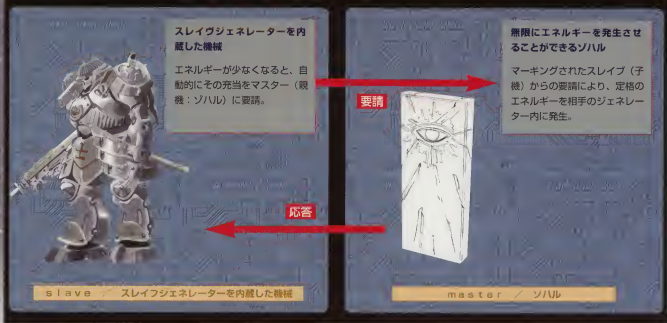 スレイヴジェネレーターを内
蔵した機械
エネルギーが少なくなると、自
動的にその充当をマスター（親
機：ゾハル）に要請。
無限にエネルギーを発生させ
ることができるゾハル
マーキングされたスレイブ（子
機）からの要請により、定格の
エネルギーを相手のジェネレー
ター内に発生。
要請
応答
slave ／ スレイブジェネレーターを内蔵した機械
master ／ ゾハル